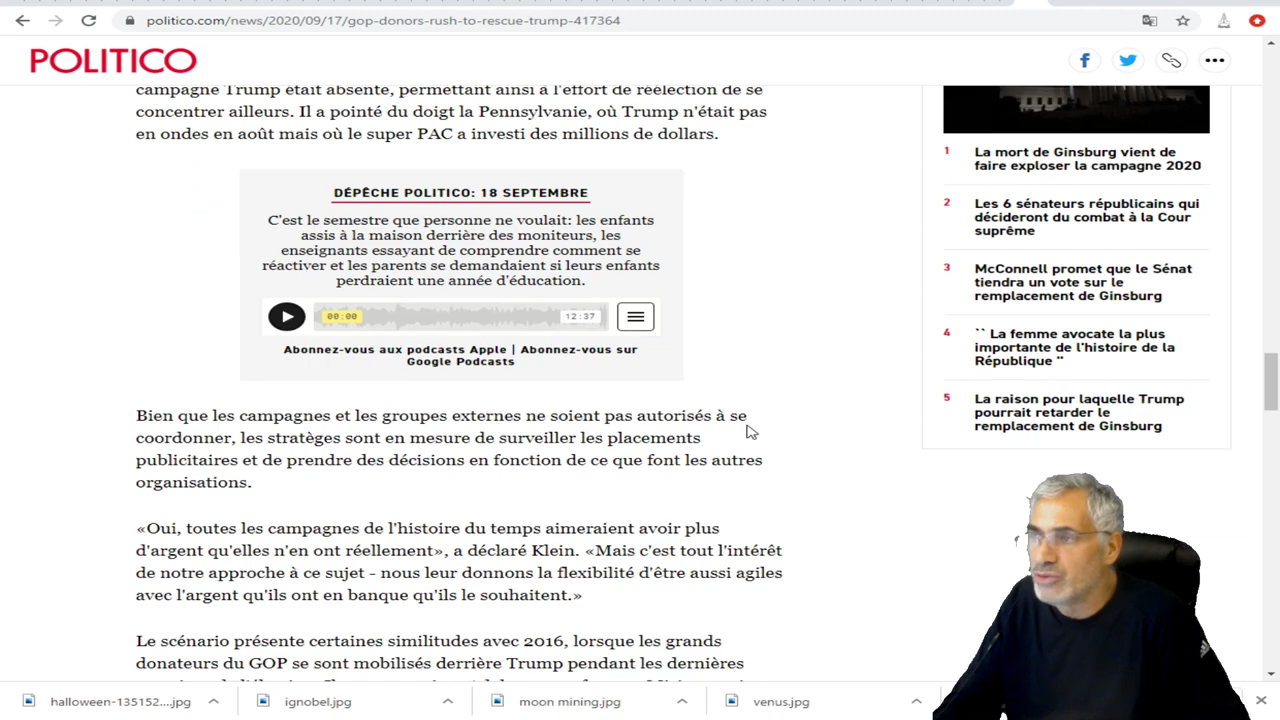 politico.com/news/2020/09/17/gop-donors-rush-to-rescue-trump-417364
POLITICO
campagne Trump était absente, permettant ainsi à l'effort de réélection de se
concentrer ailleurs. Il a pointé du doigt la Pennsylvanie, où Trump n'était pas
en ondes en août mais où le super PAC a investi des millions de dollars.
DÉPÊCHE POLITICO: 18 SEPTEMBRE
C'est le semestre que personne ne voulait: les enfants
assis à la maison derrière des moniteurs, les
enseignants essayant de comprendre comment se
réactiver et les parents se demandaient si leurs enfants
perdraient une année d'éducation.
00:00
12:37
Abonnez-vous aux podcasts Apple | Abonnez-vous sur
Google Podcasts
Bien que les campagnes et les groupes externes ne soient pas autorisés à se
coordonner, les stratèges sont en mesure de surveiller les placements
publicitaires et de prendre des décisions en fonction de ce que font les autres
organisations.
«Oui, toutes les campagnes de l'histoire du temps aimeraient avoir plus
d'argent qu'elles n'en ont réellement», a déclaré Klein. «Mais c'est tout l'intérêt
de notre approche à ce sujet - nous leur donnons la flexibilité d'être aussi agiles
avec l'argent qu'ils ont en banque qu'ils le souhaitent.»
Le scénario présente certaines similitudes avec 2016, lorsque les grands
donateurs du GOP se sont mobilisés derrière Trump pendant les dernières
1
La mort de Ginsburg vient de
faire exploser la campagne 2020
2
Les 6 sénateurs républicains qui
décideront du combat à la Cour
suprême
3
McConnell promet que le Sénat
tiendra un vote sur le
remplacement de Ginsburg
4
`` La femme avocate la plus
importante de l'histoire de la
République ''
5
La raison pour laquelle Trump
pourrait retarder le
remplacement de Ginsburg
halloween-135152....jpg
ignobel.jpg
moon mining.jpg
venus.jpg